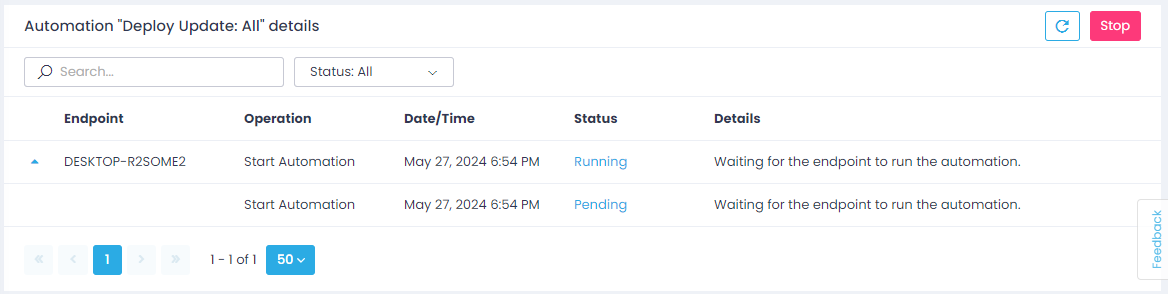 Automation "Deploy Update: All" details
Stop
Search...
Status: All
Endpoint Operation Date/Time Status Details
DESKTOP-R2SOME2 Start Automation May 27, 2024 6:54 PM Running Waiting for the endpoint to run the automation.
Start Automation May 27, 2024 6:54 PM Pending Waiting for the endpoint to run the automation.
Feedback
1 1 - 1 of 1 50